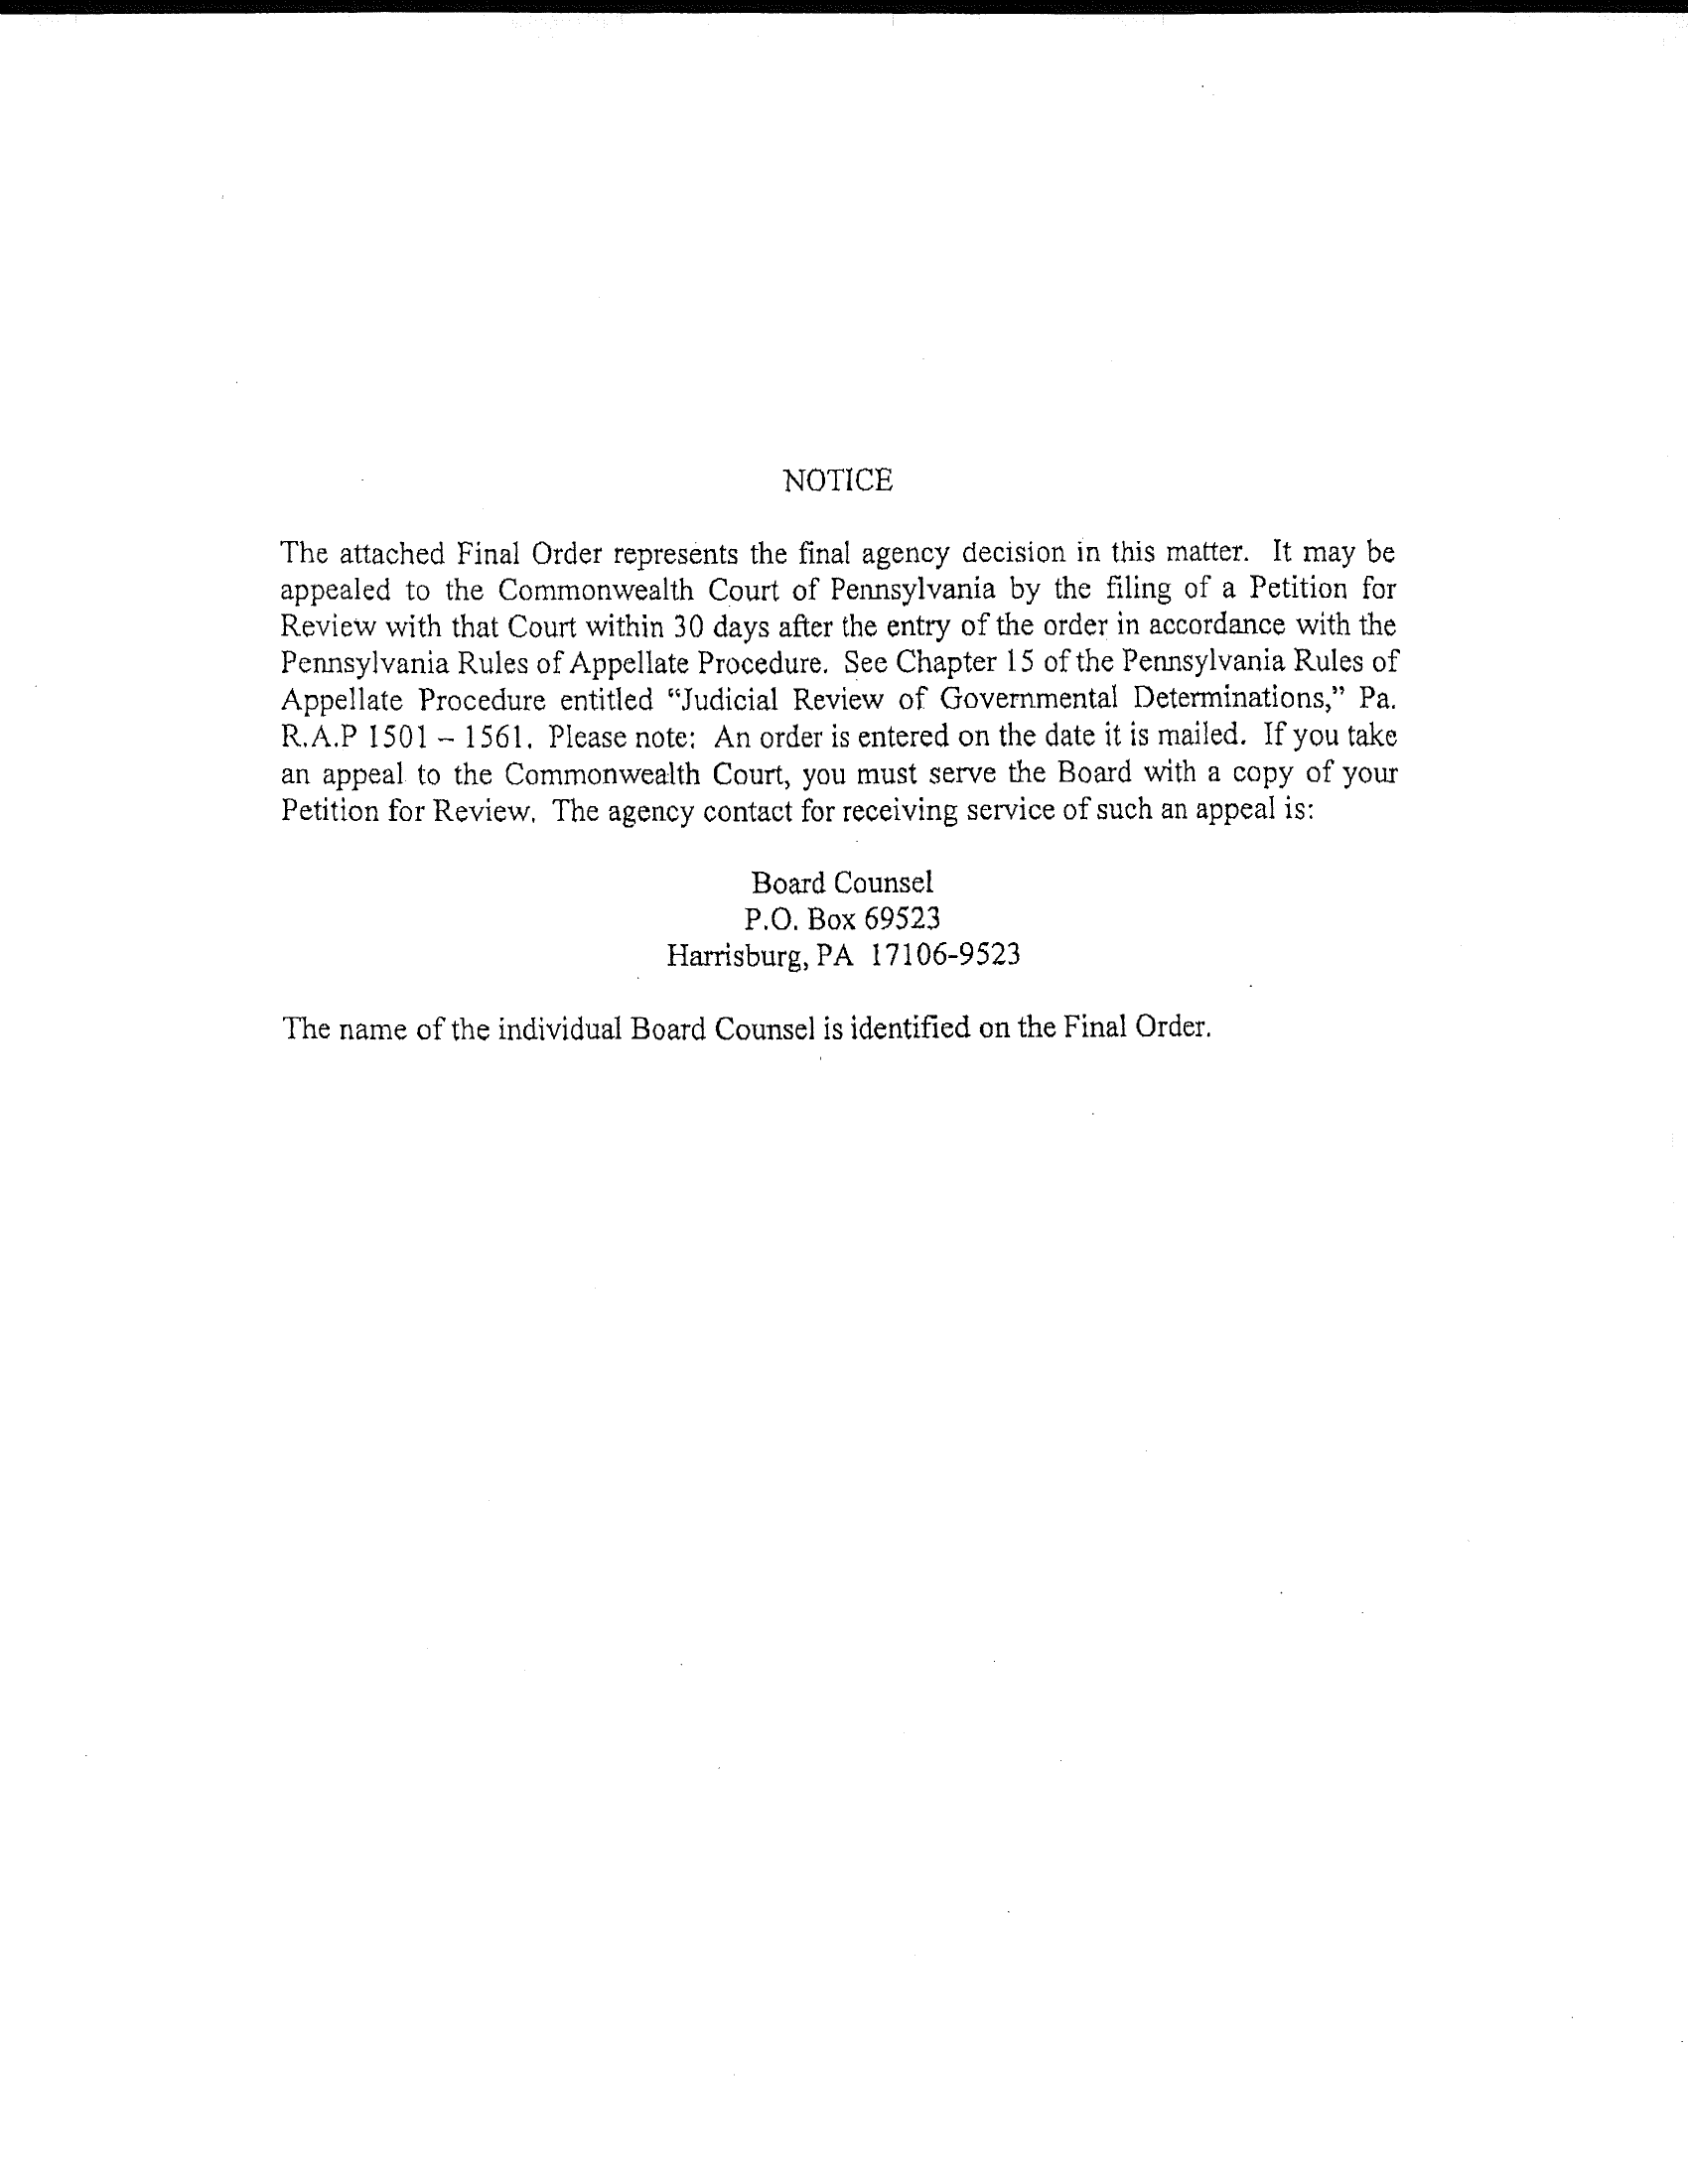 NOTICE
The attached Final Order represents the final agency decision in this matter. It may be
appealed to the Commonwealth Court of Pennsylvania by the filing of a Petition for
Review with that Court within 30 days after the entry of the order in accordance with the
Pennsylvania Rules of Appellate Procedure. See Chapter 15 of the Pennsylvania Rules of
Appellate Procedure entitled “Judicial Review of Governmental Determinations,” Pa.
R.A.P 1501 – 1561. Please note: An order is entered on the date it is mailed. If you take
an appeal to the Commonwealth Court, you must serve the Board with a copy of your
Petition for Review. The agency contact for receiving service of such an appeal is:
Board Counsel
P.O. Box 69523
Harrisburg, PA 17106-9523
The name of the individual Board Counsel is identified on the Final Order.